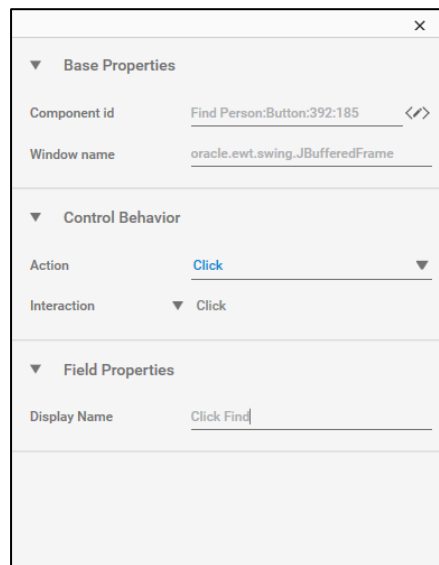 Base Properties
Component id Find Person:Button:392:185
Window name oracle.ewt.swing.JBufferedFrame
Control Behavior
Action Click
Interaction Click
Field Properties
Display Name Click Find